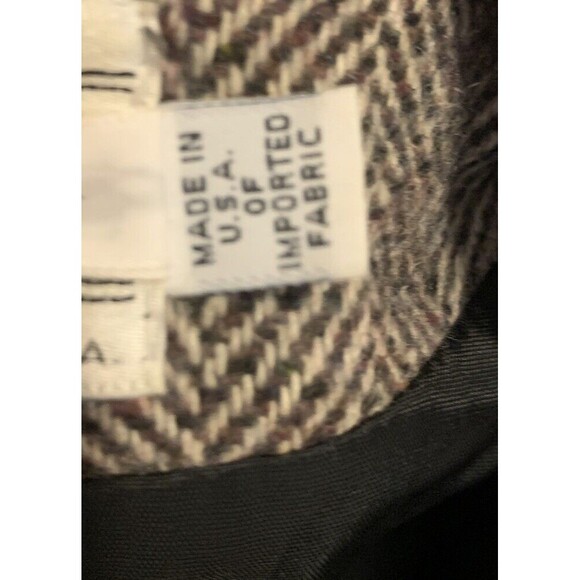 MADE IN
U.S.A.
OF
IMPORTED
FABRIC
A.